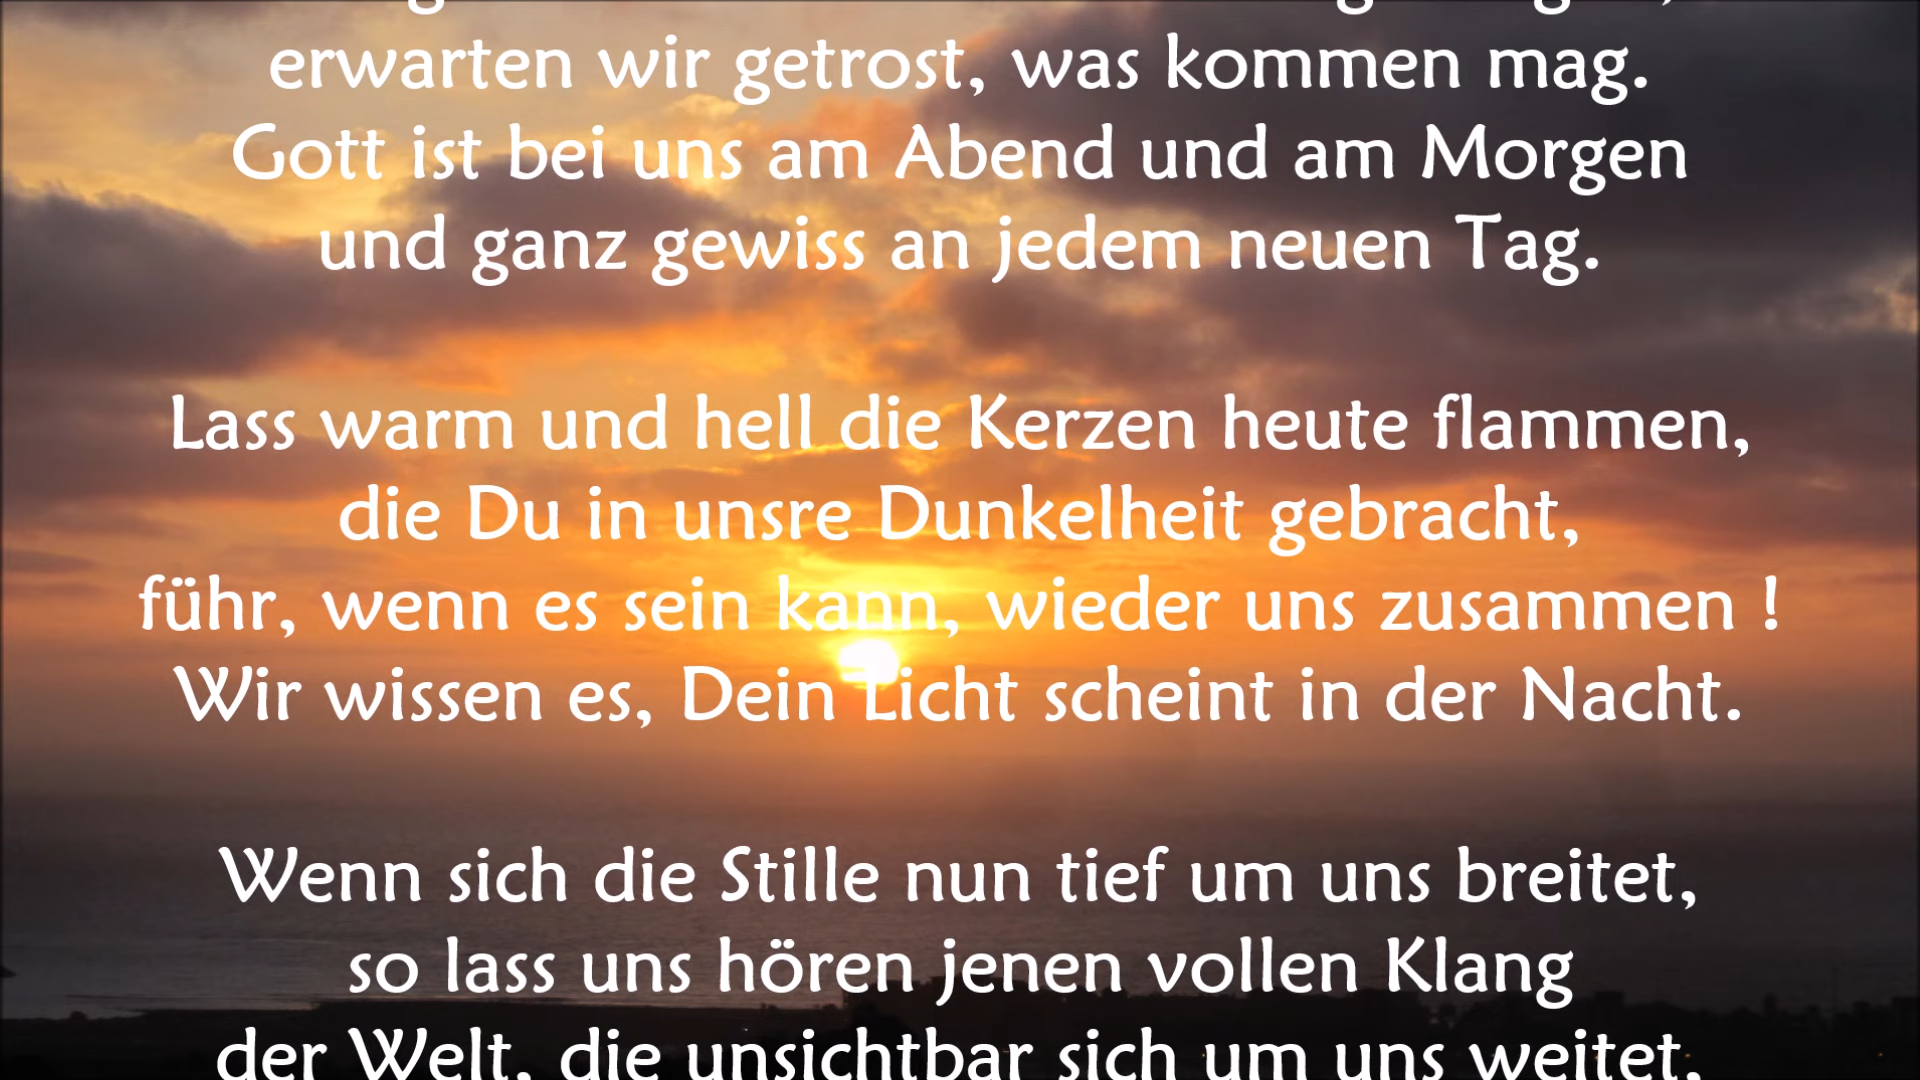 erwarten wir getrost, was kommen mag.
Gott ist bei uns am Abend und am Morgen
und ganz gewiss an jedem neuen Tag.
Lass warm und hell die Kerzen heute flammen,
die Du in unsre Dunkelheit gebracht,
führ, wenn es sein kann, wieder uns zusammen !
Wir wissen es, Dein Licht scheint in der Nacht.
Wenn sich die Stille nun tief um uns breitet,
so lass uns hören jenen vollen Klang
der Welt, die unsichtbar sich um uns weitet,